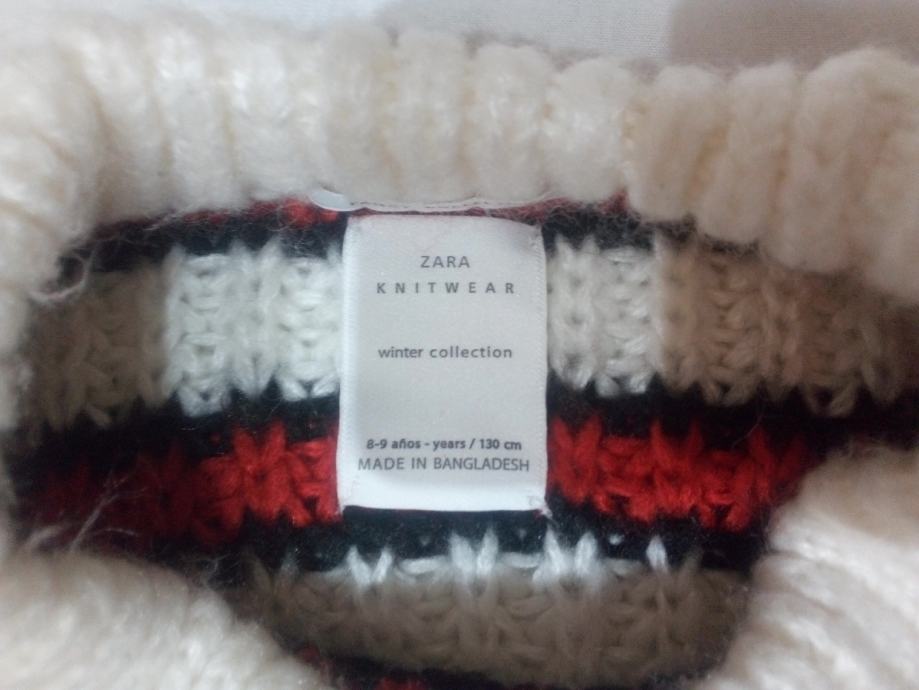 ZARA
KNITWEAR
winter collection
8-9 años - years / 130 cm
MADE IN BANGLADESH